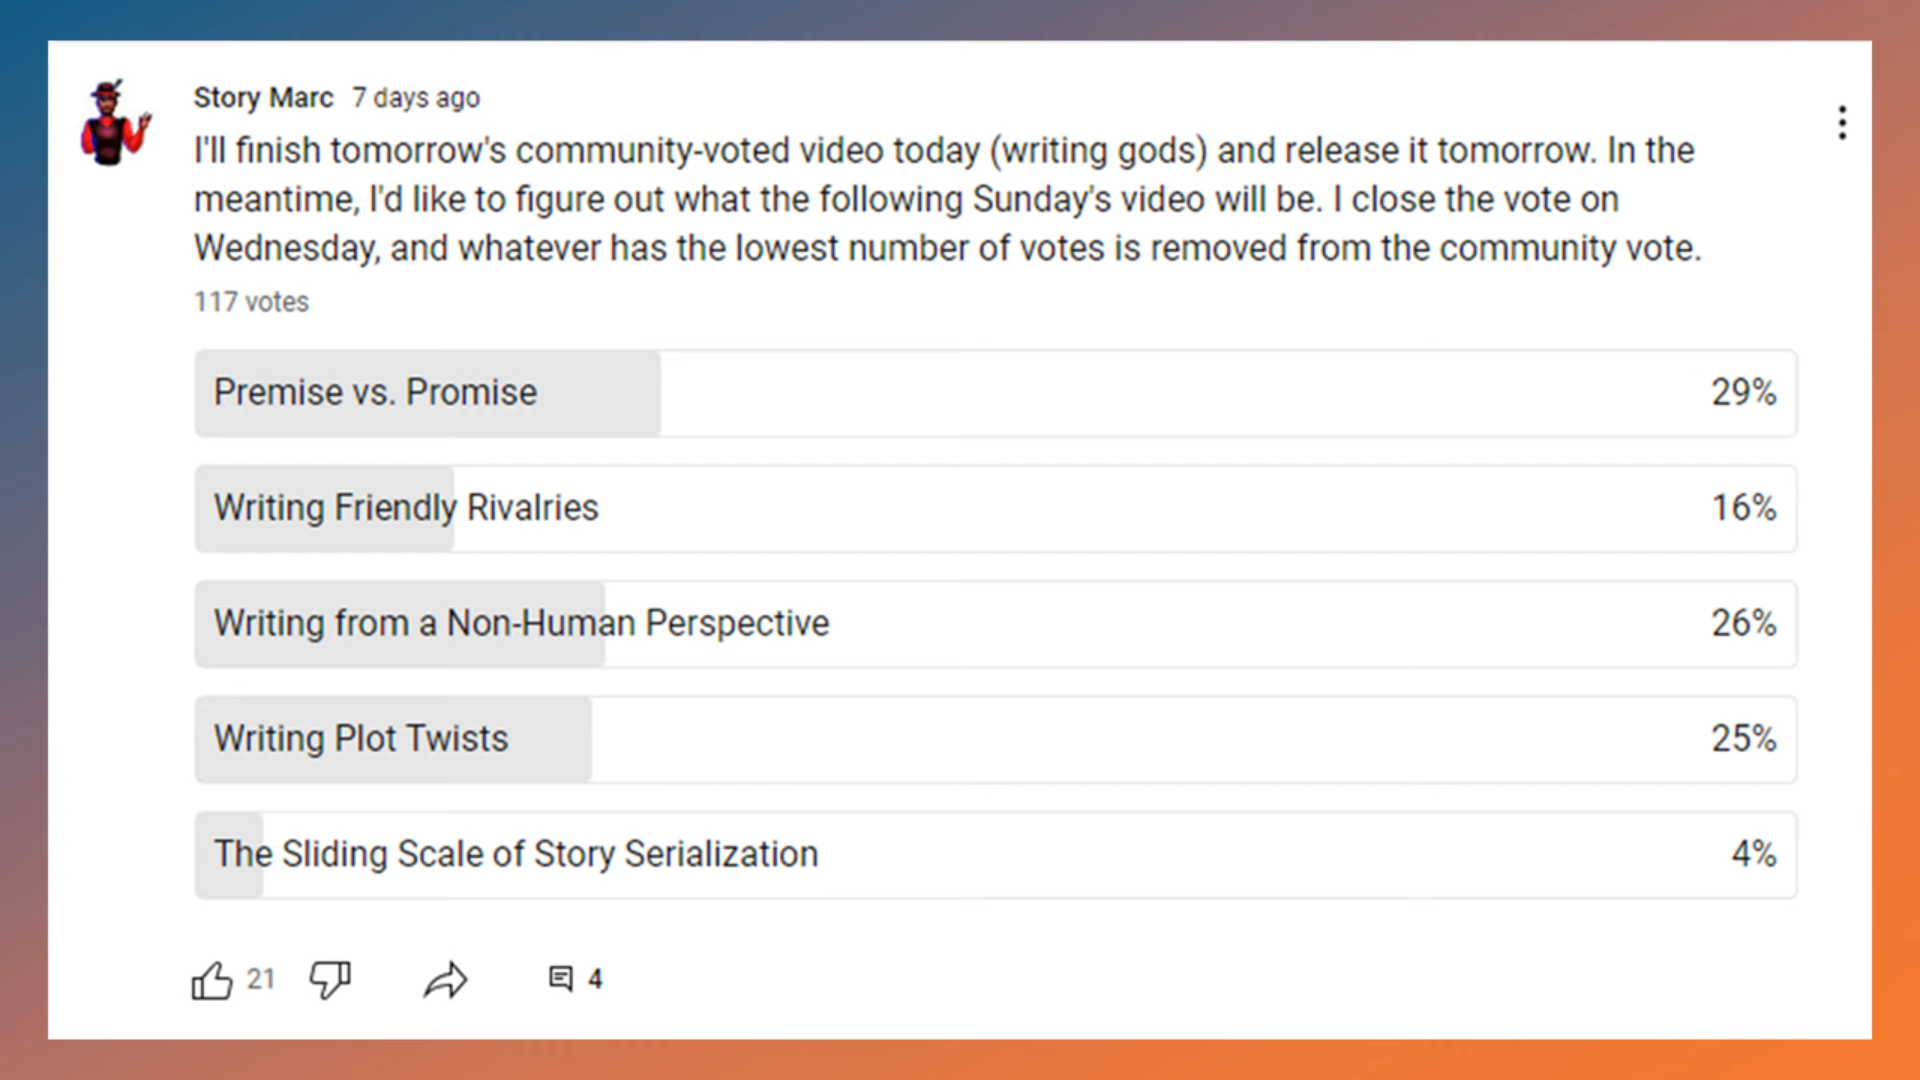 Story Marc 7 days ago
I'll finish tomorrow's community-voted video today (writing gods) and release it tomorrow. In the
meantime, I'd like to figure out what the following Sunday's video will be. I close the vote on
Wednesday, and whatever has the lowest number of votes is removed from the community vote.
117 votes
Premise vs. Promise 29%
Writing Friendly Rivalries 16%
Writing from a Non-Human Perspective 26%
Writing Plot Twists 25%
The Sliding Scale of Story Serialization 4%
21 4